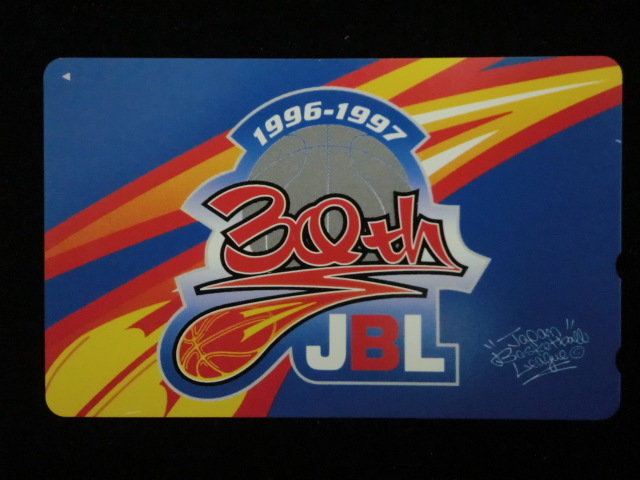 1996-1997
30th
JBL
"Japan
Basketball
League©"